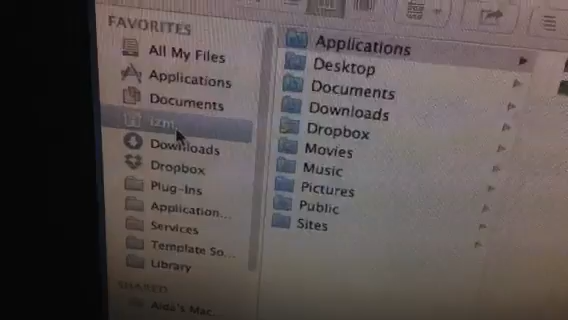 FAVORITES
All My Files
Applications
Documents
izm
Downloads
Dropbox
Plug-Ins
Application...
Services
Template So...
Library
SHARED
Aida's Mac...
Applications
Desktop
Documents
Downloads
Dropbox
Movies
Music
Pictures
Public
Sites